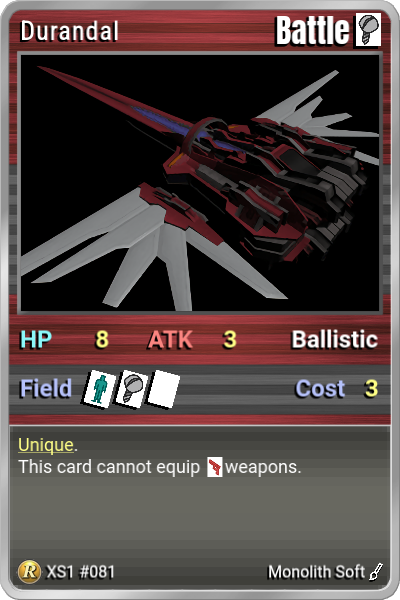 Durandal Battle
HP 8 ATK 3 Ballistic
Field Cost 3
Unique.
This card cannot equip weapons.
R XS1 #081 Monolith Soft